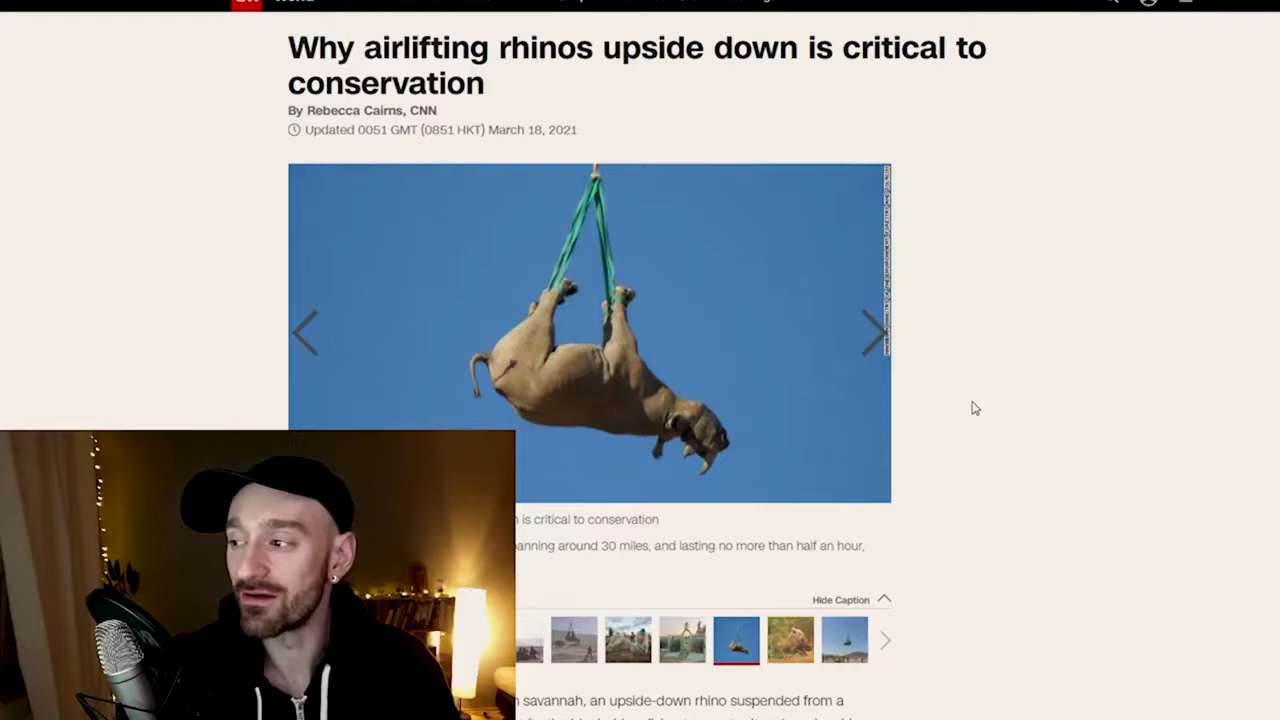 Why airlifting rhinos upside down is critical to
conservation
By Rebecca Cairns, CNN
Updated 0051 GMT (0851 HKT) March 18, 2021
is critical to conservation
panning around 30 miles, and lasting no more than half an hour,
Hide Caption
savannah, an upside-down rhino suspended from a